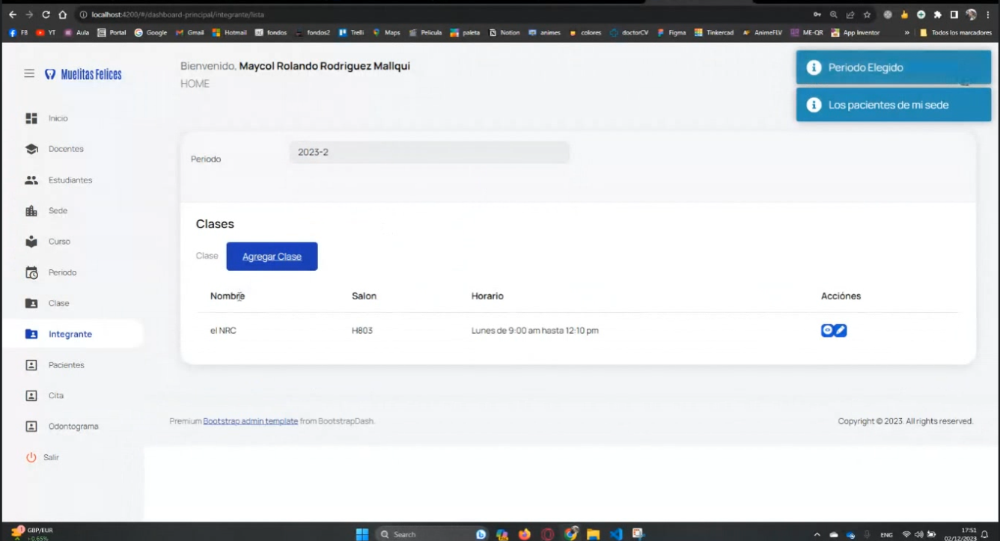 localhost:4200/#/dashboard-principal/integrante/lista
FB YT Aula Portal Google Gmail Hotmail fondos fondos2 Trelli Maps Pelicula paleta Notion animes colores doctorCV Figma Tinkercad AnimeFLV ME-QR App Inventor » Todos los marcadores
Muelitas Felices
Bienvenido, Maycol Rolando Rodriguez Mallqui
HOME
Periodo Elegido
Los pacientes de mi sede
Inicio
Docentes
Estudiantes
Sede
Curso
Periodo
Clase
Integrante
Pacientes
Cita
Odontograma
Salir
Periodo 2023-2
Clases
Clase Agregar Clase
Nombre Salon Horario Acciónes
el NRC H803 Lunes de 9:00 am hasta 12:10 pm
Premium Bootstrap admin template from BootstrapDash. Copyright © 2023. All rights reserved.
GBP/EUR
+0.65%
Search
ENG
17:51
02/12/2023